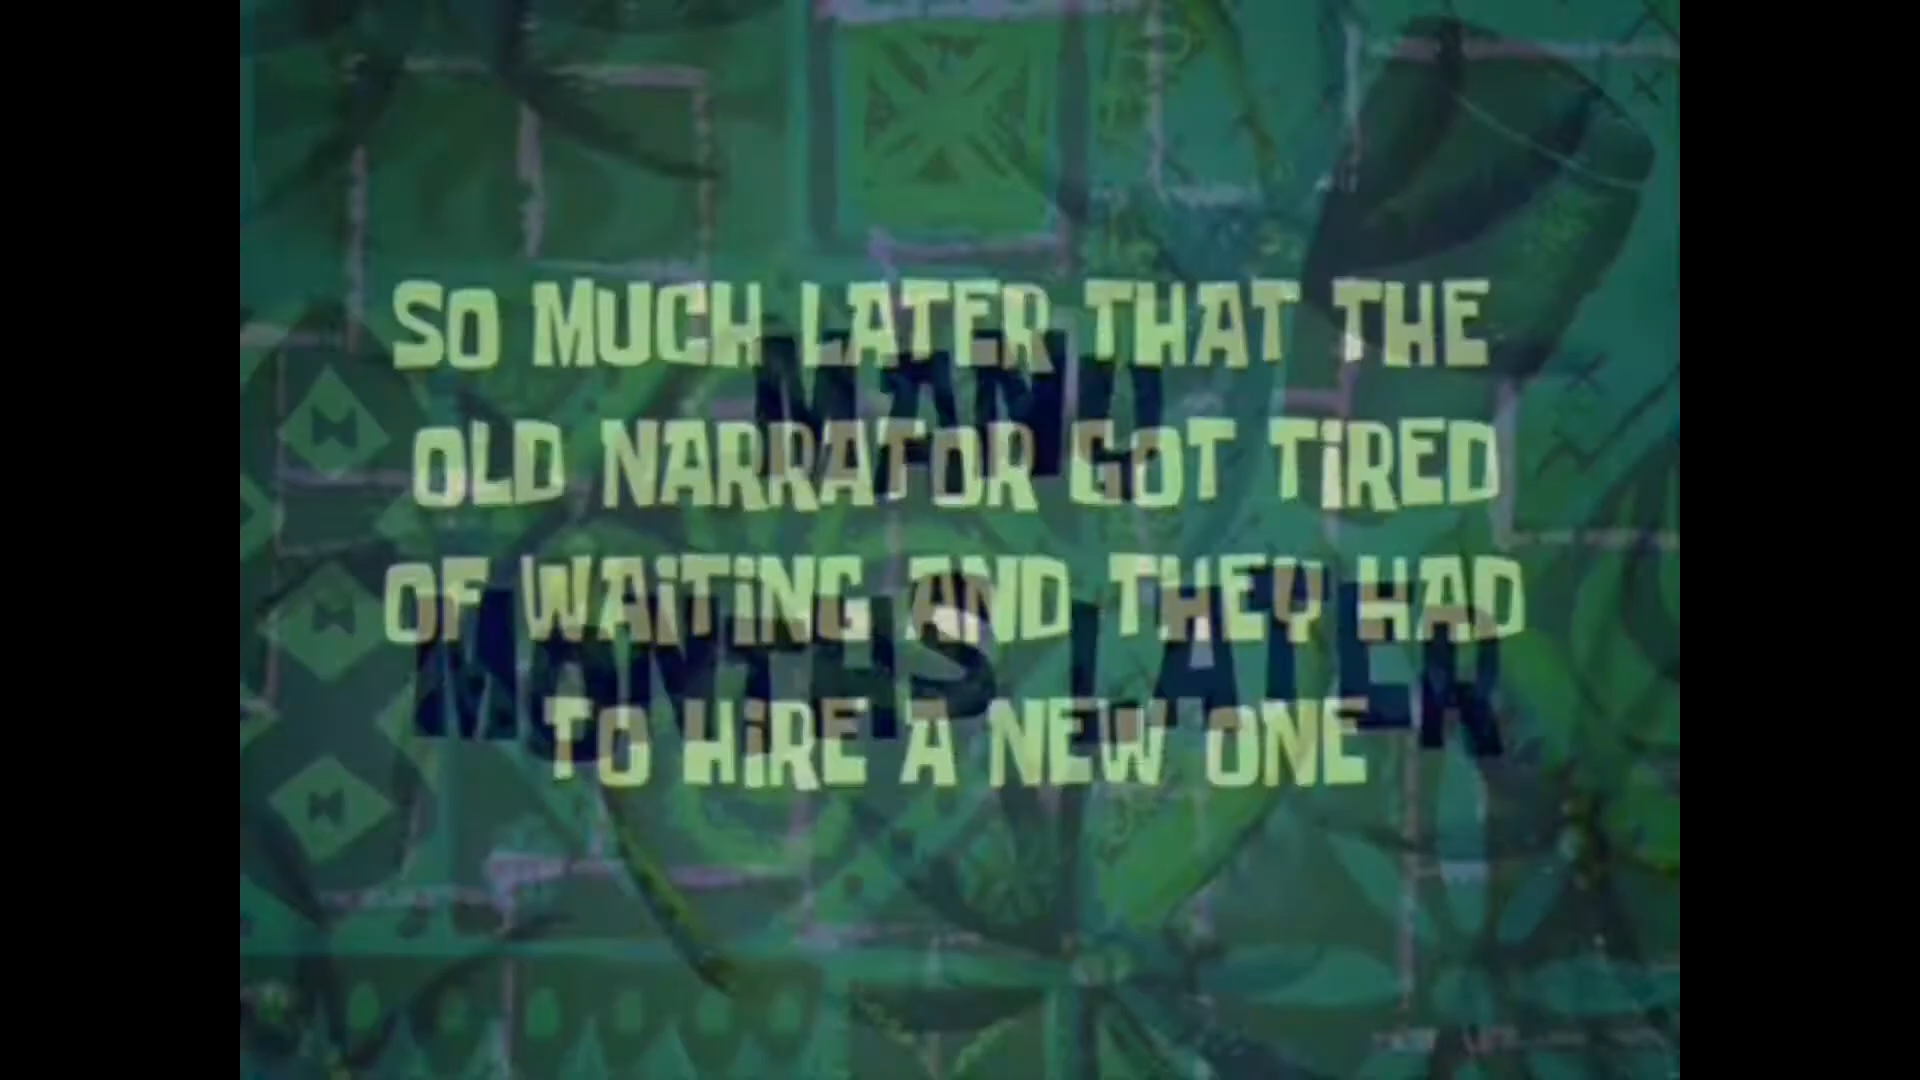 SO MUCH LATER THAT THE
OLD NARRATOR GOT TIRED
OF WAITING AND THEY HAD
TO HIRE A NEW ONE
MANY
MONTHS LATER